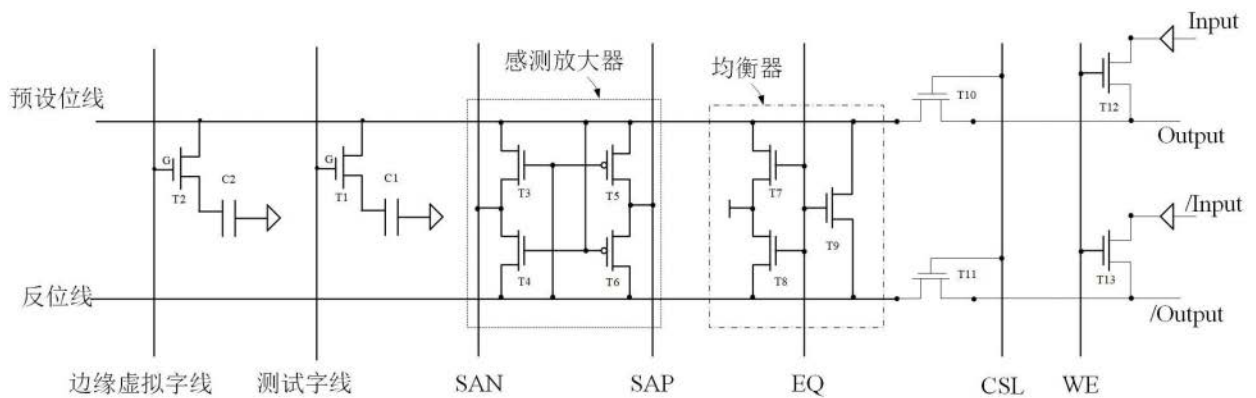 Input
感测放大器
均衡器
预设位线
T10
T12
Output
G
T2
C2
G
T1
C1
T3
T5
T7
T9
/Input
T4
T6
T8
T11
T13
反位线
/Output
边缘虚拟字线
测试字线
SAN
SAP
EQ
CSL
WE